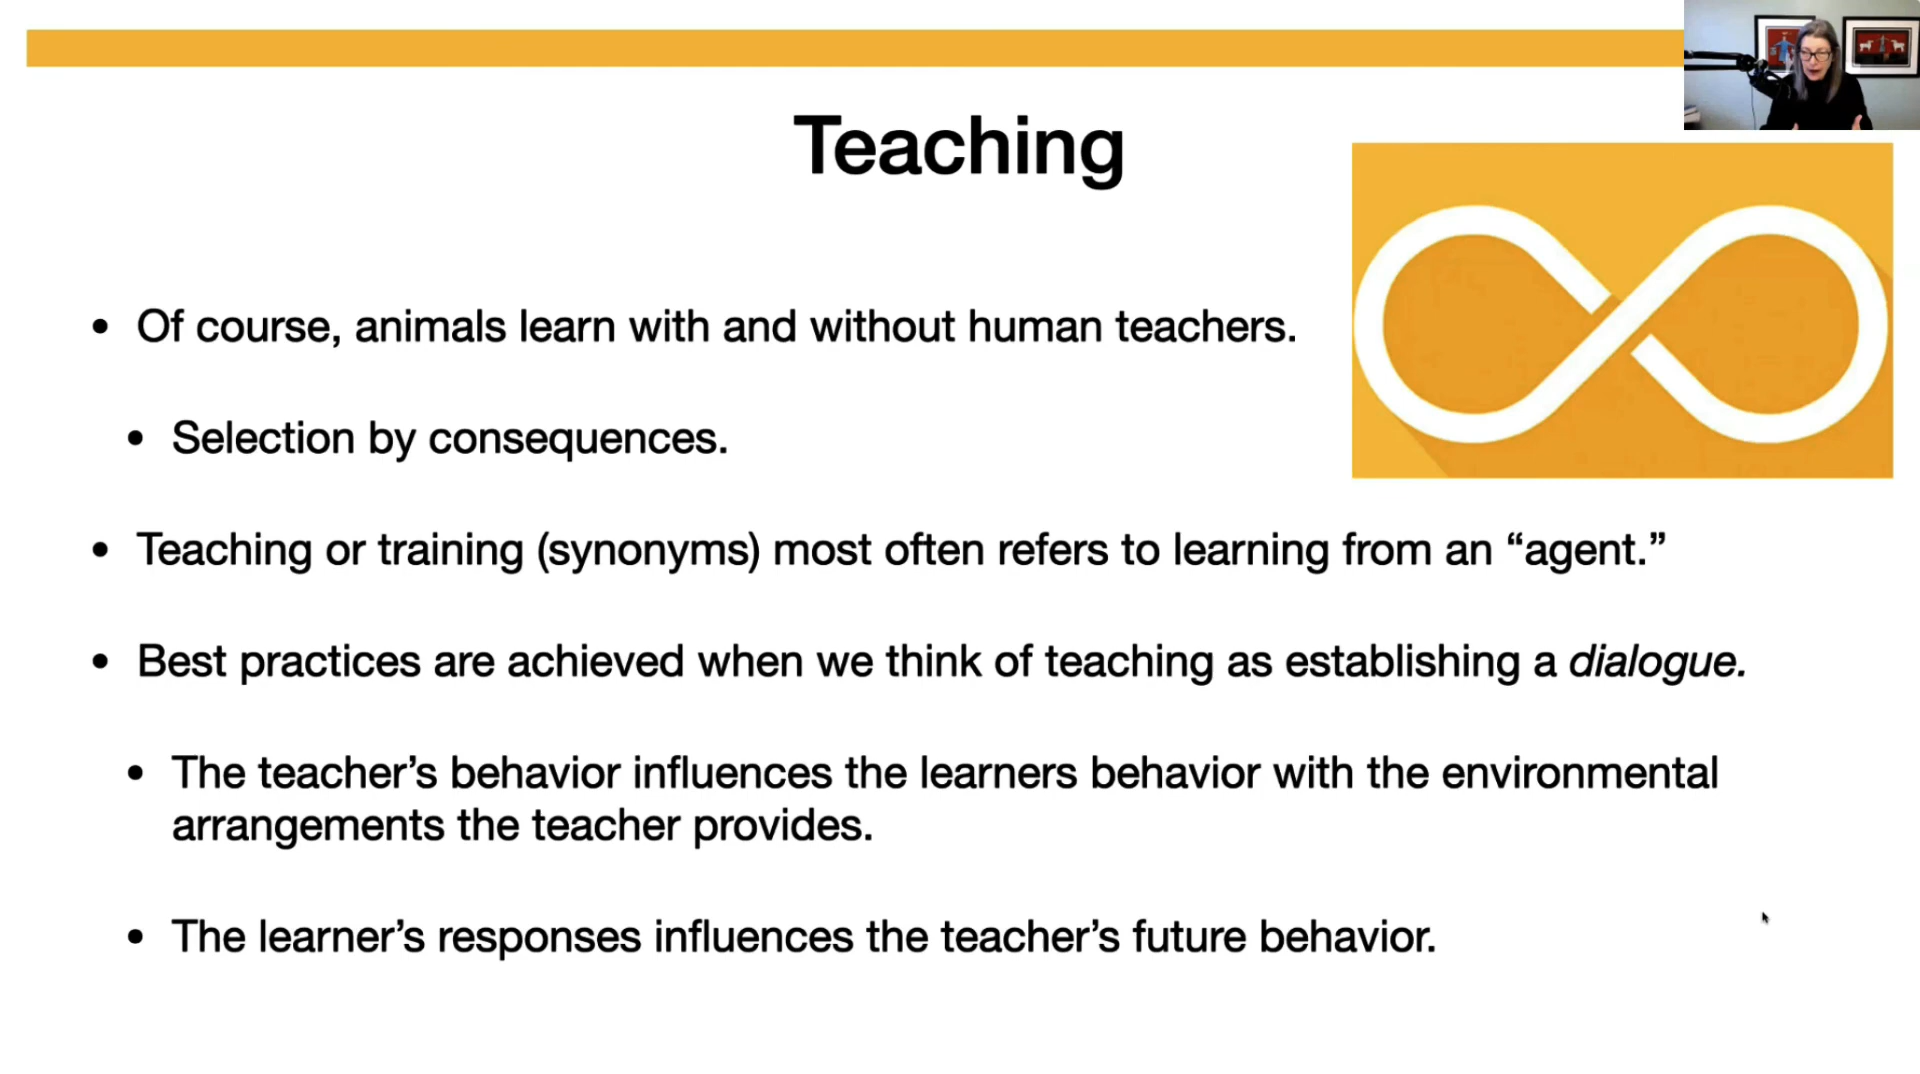 Teaching
• Of course, animals learn with and without human teachers.
• Selection by consequences.
• Teaching or training (synonyms) most often refers to learning from an “agent.”
• Best practices are achieved when we think of teaching as establishing a dialogue.
• The teacher’s behavior influences the learners behavior with the environmental
arrangements the teacher provides.
• The learner’s responses influences the teacher’s future behavior.